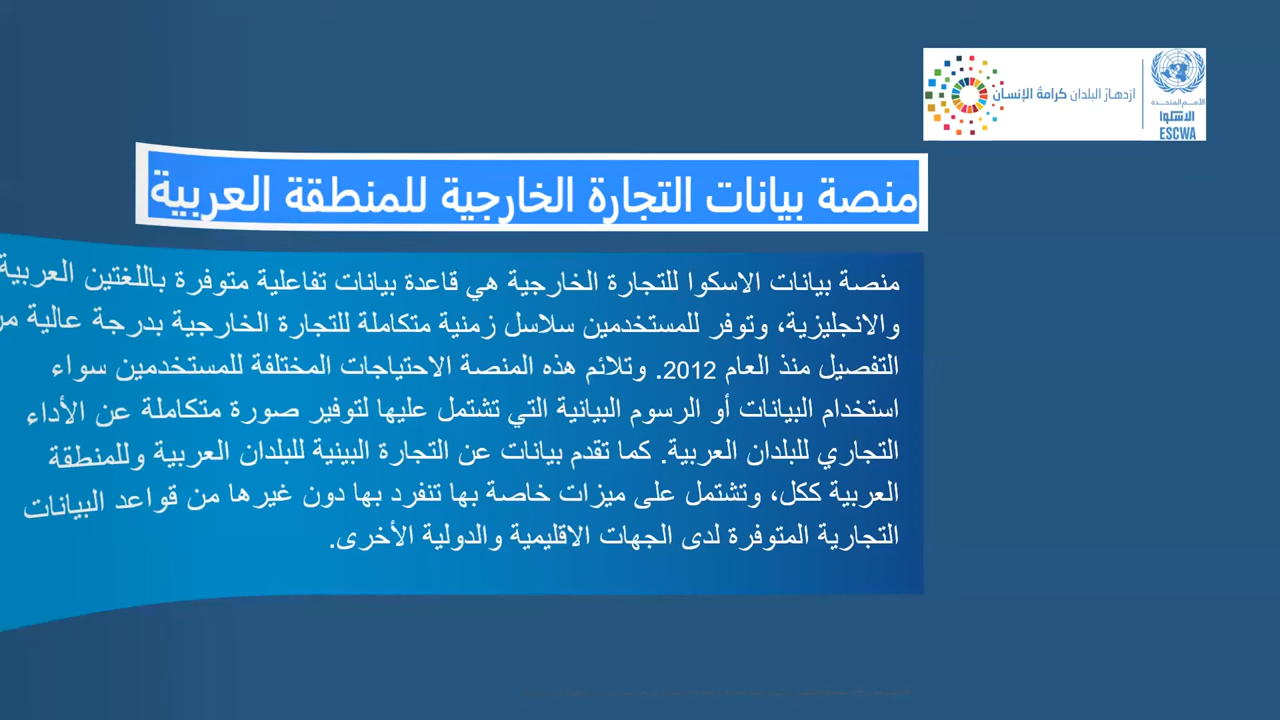 ازدهارُ البلدان كرامةُ الإنسان
الأمم المتحدة
الاسكوا
ESCWA
منصة بيانات التجارة الخارجية للمنطقة العربية
منصة بيانات الاسكوا للتجارة الخارجية هي قاعدة بيانات تفاعلية متوفرة باللغتين العربية
والانجليزية، وتوفر للمستخدمين سلاسل زمنية متكاملة للتجارة الخارجية بدرجة عالية من
التفصيل منذ العام 2012. وتلائم هذه المنصة الاحتياجات المختلفة للمستخدمين سواء
استخدام البيانات أو الرسوم البيانية التي تشتمل عليها لتوفير صورة متكاملة عن الأداء
التجاري للبلدان العربية. كما تقدم بيانات عن التجارة البينية للبلدان العربية وللمنطقة
العربية ككل، وتشتمل على ميزات خاصة بها تنفرد بها دون غيرها من قواعد البيانات
التجارية المتوفرة لدى الجهات الاقليمية والدولية الأخرى.